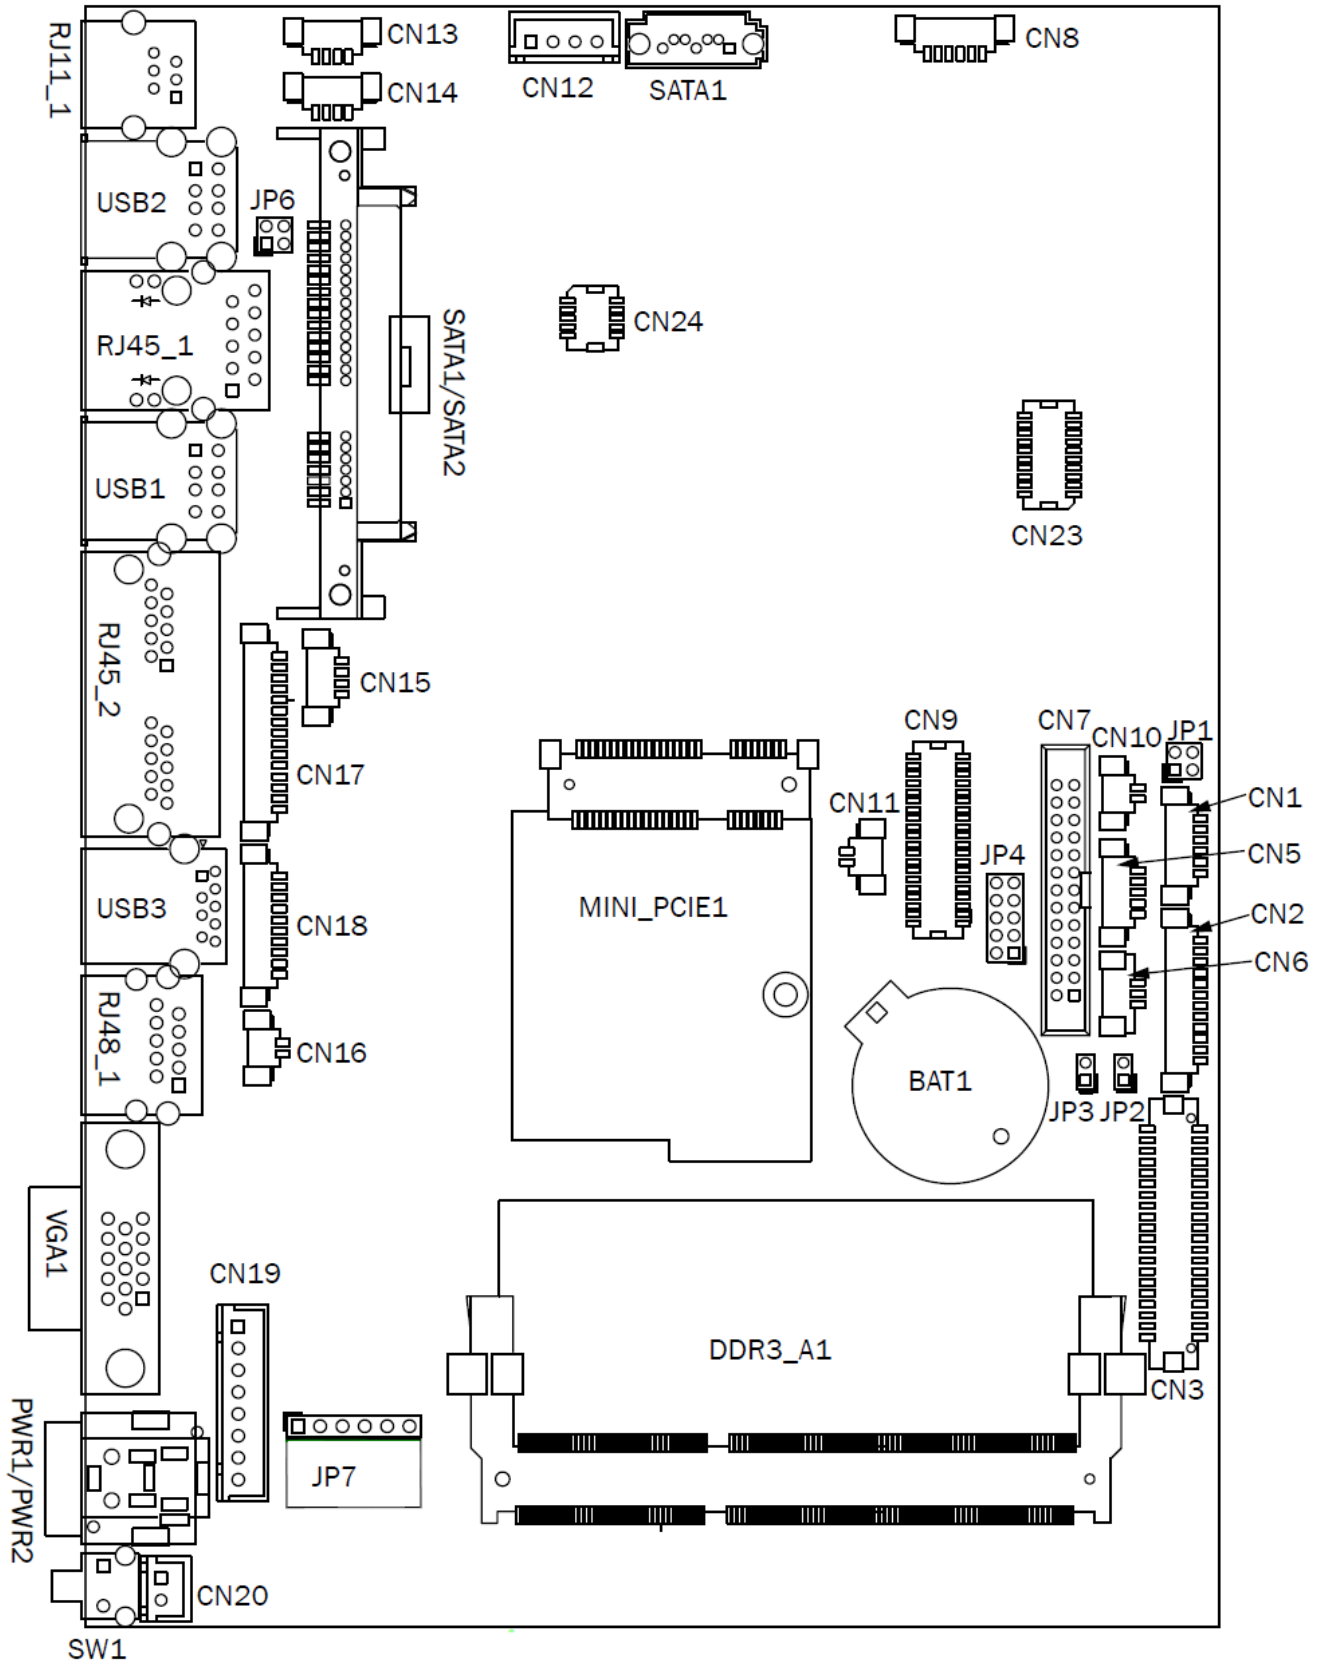 RJ11_1
CN13
CN14
CN12
SATA1
CN8
USB2
JP6
RJ45_1
SATA1/SATA2
CN24
USB1
CN23
RJ45_2
CN15
CN17
CN9
CN7
CN10
JP1
CN11
CN1
JP4
CN5
USB3
CN18
MINI_PCIE1
CN2
CN6
RJ48_1
CN16
BAT1
JP3
JP2
VGA1
CN19
DDR3_A1
CN3
PWR1/PWR2
JP7
CN20
SW1